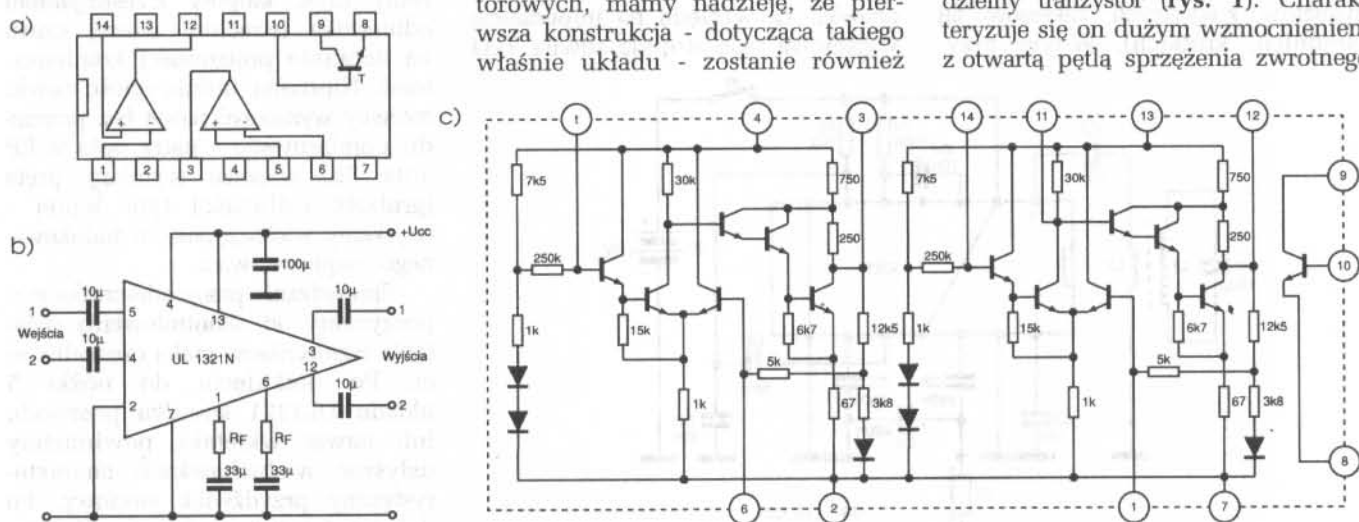 torowych, mamy nadzieję, że pier-
wsza konstrukcja - dotycząca takiego
właśnie układu - zostanie również
dzielny tranzystor (rys. 1). Charak-
teryzuje się on dużym wzmocnieniem
z otwartą pętlą sprzężenia zwrotnego
a)
14 13 12 11 10 9 8
+ - - + T
1 2 3 4 5 6 7
b)
+Ucc
100µ
10µ 10µ
1 5 4 13 1
Wejścia UL 1321N 3 Wyjścia
2 10µ 4 12
2 6 10µ 2
7 1
RF RF
33µ 33µ
c)
1 4 3 14 11 13 12
7k5 30k 750 7k5 30k 750
250 250
250k 250k
9
10
1k 15k 6k7 12k5 1k 15k 6k7 12k5
5k 5k
1k 67 3k8 1k 67 3k8
8
6 2 1 7